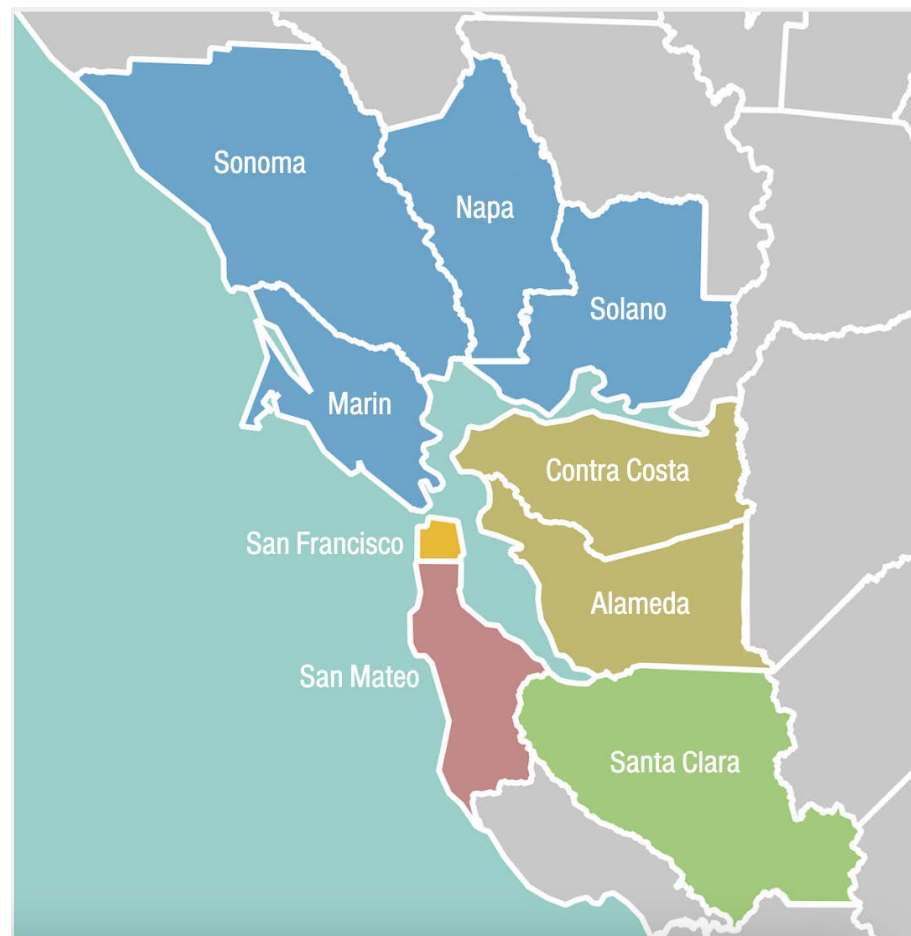 Sonoma
Napa
Solano
Marin
Contra Costa
San Francisco
Alameda
San Mateo
Santa Clara